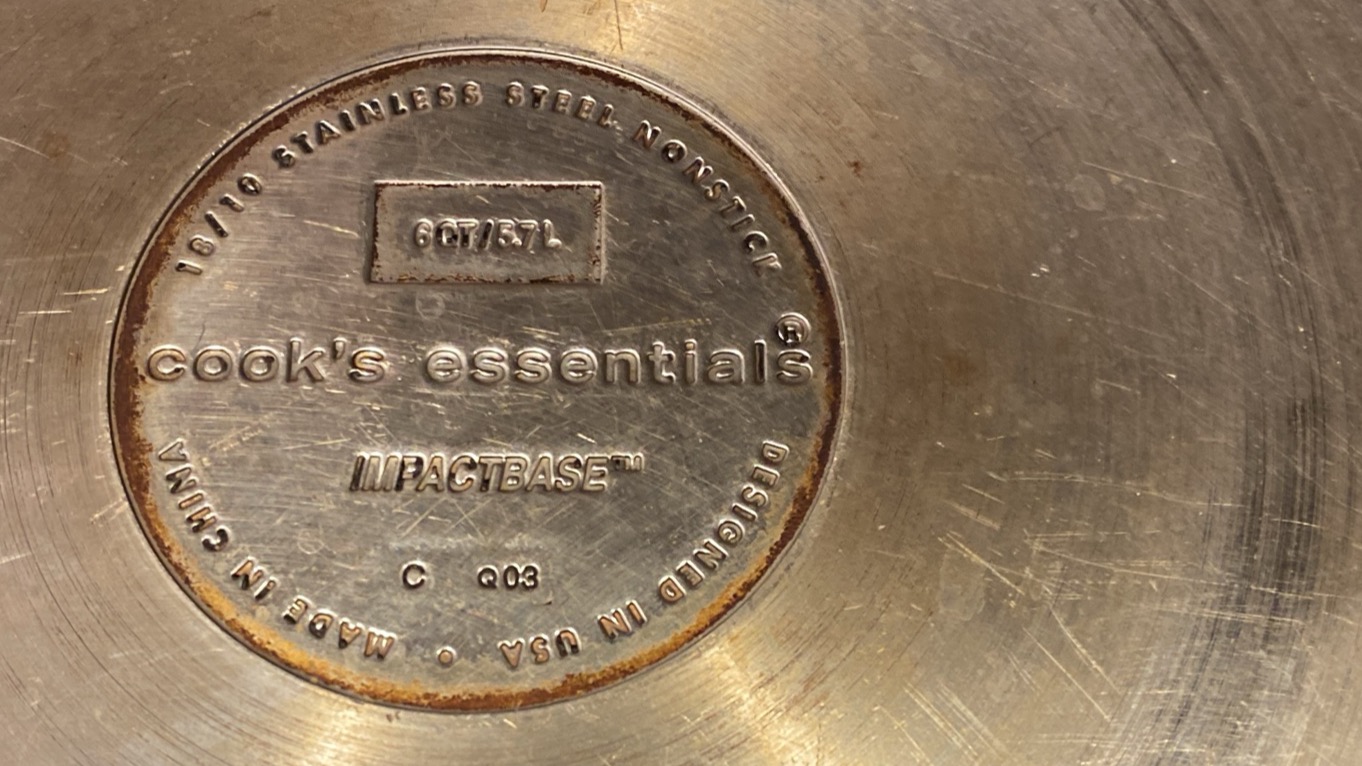 18/10 STAINLESS STEEL NONSTICK
6QT/5.7L
cook's essentials®
IMPACTBASE™
C Q03
DESIGNED IN USA • MADE IN CHINA